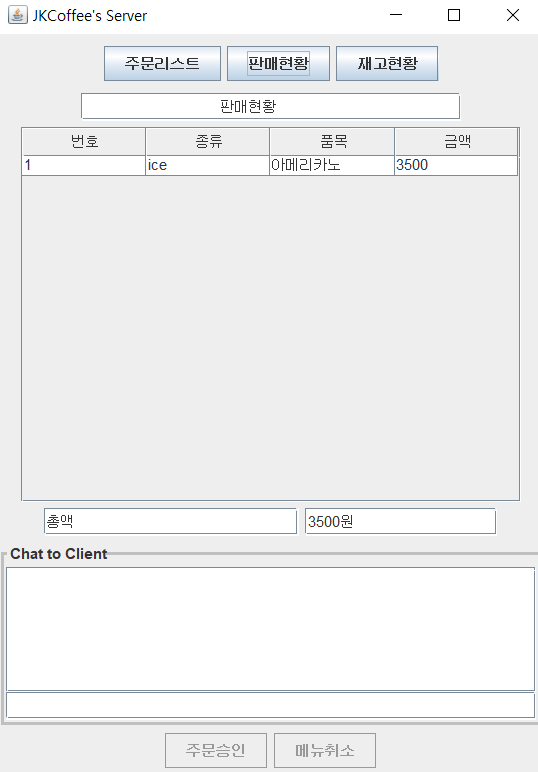 JKCoffee's Server
주문리스트 판매현황 재고현황
판매현황
번호 종류 품목 금액
1 ice 아메리카노 3500
총액 3500원
Chat to Client
주문승인 메뉴취소